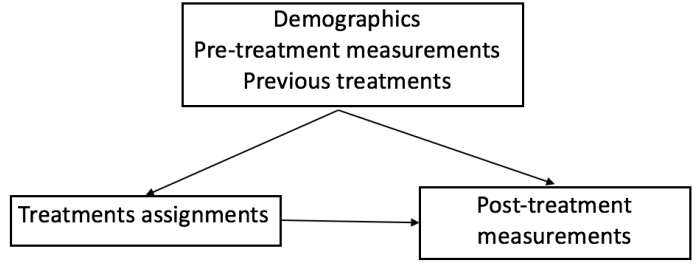 Demographics
Pre-treatment measurements
Previous treatments
Treatments assignments
Post-treatment
measurements